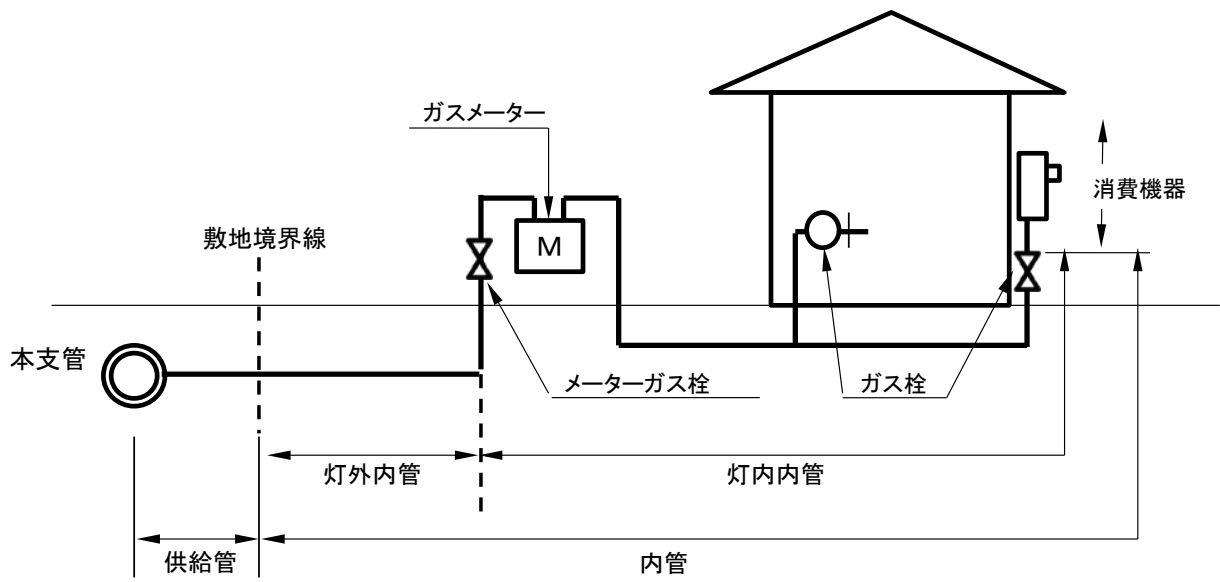 ガスメーター
消費機器
敷地境界線
M
本支管
メーターガス栓
ガス栓
灯外内管
灯内内管
供給管
内管